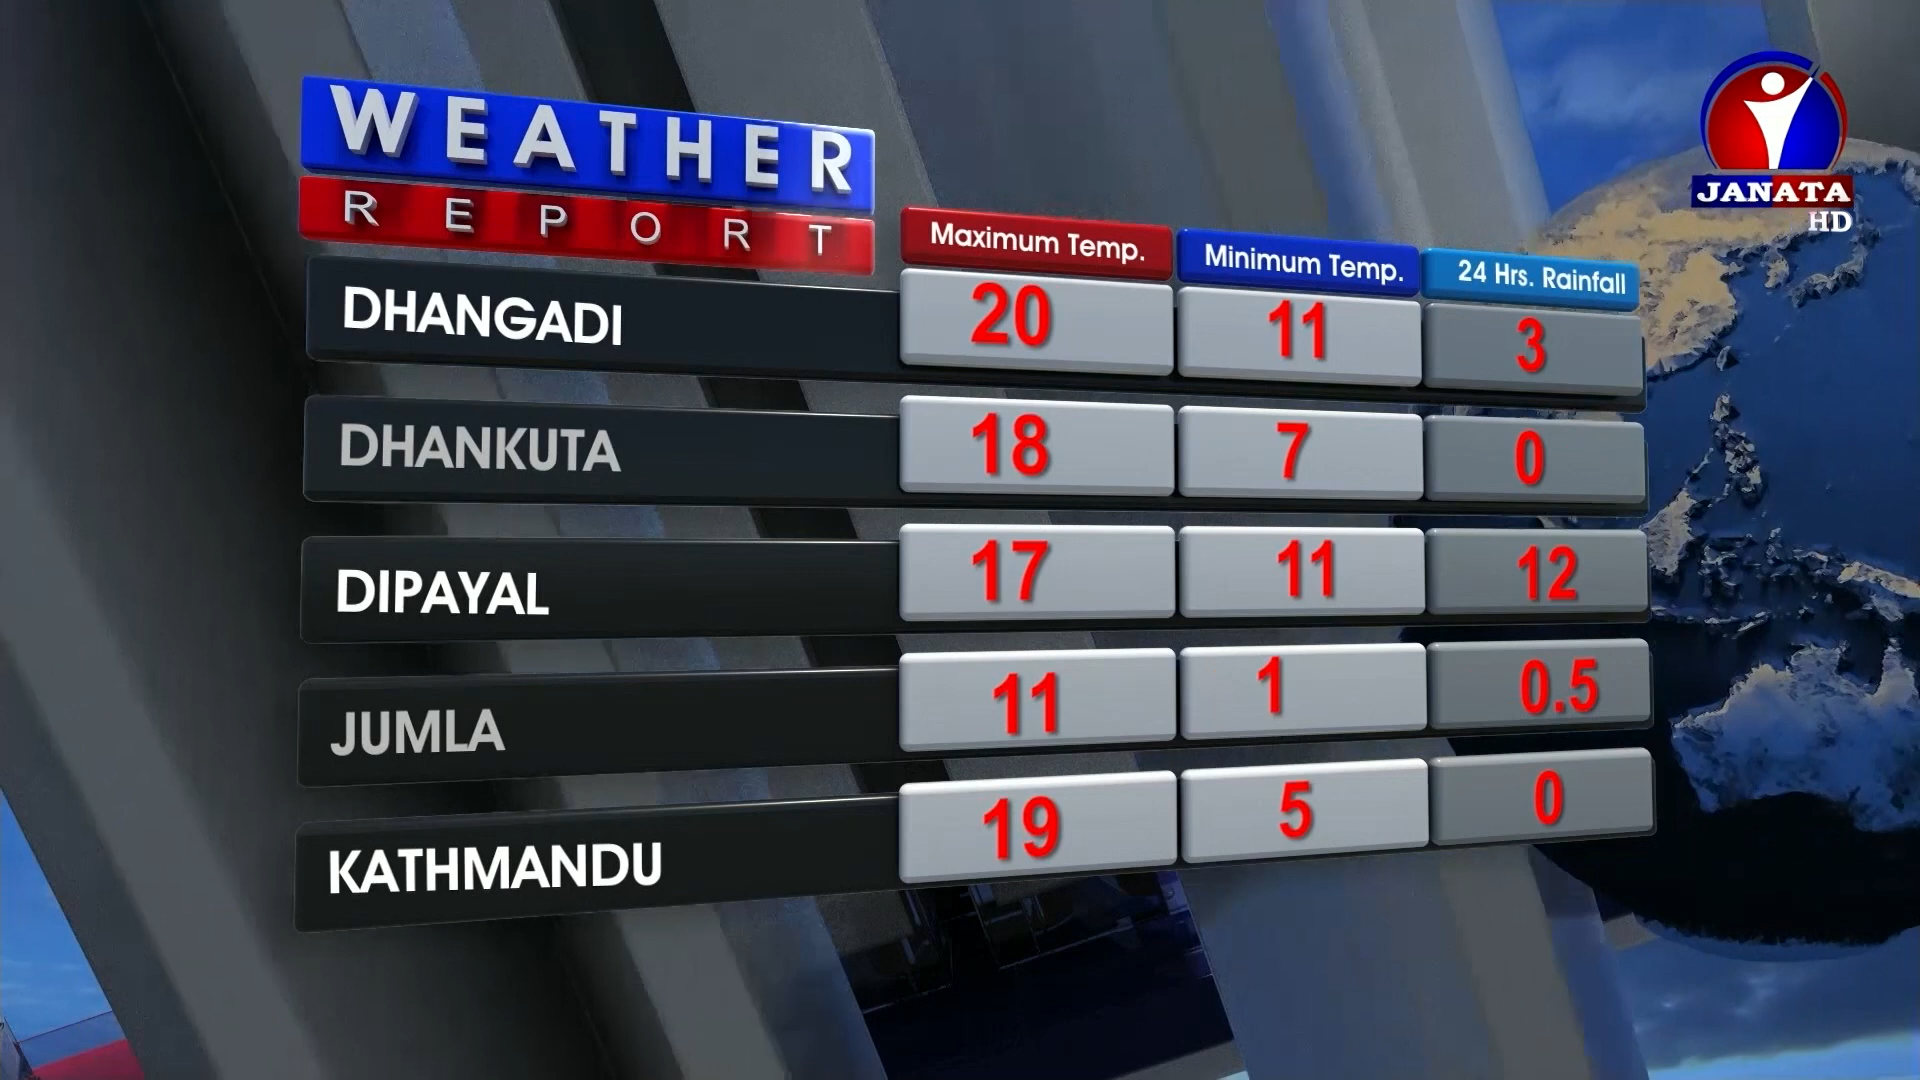 WEATHER
REPORT
JANATA
HD
Maximum Temp. Minimum Temp. 24 Hrs. Rainfall
DHANGADI 20 11 3
DHANKUTA 18 7 0
DIPAYAL 17 11 12
JUMLA 11 1 0.5
KATHMANDU 19 5 0